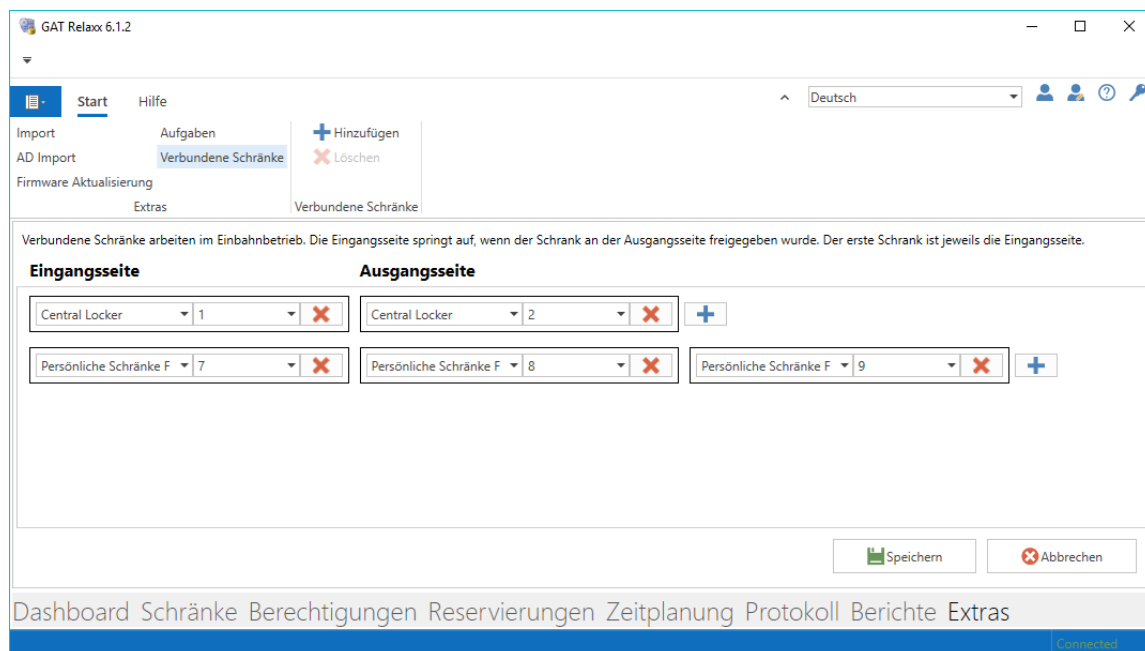 GAT Relaxx 6.1.2
Start Hilfe Deutsch
Import Aufgaben Hinzufügen
AD Import Verbundene Schränke Löschen
Firmware Aktualisierung
Extras Verbundene Schränke
Verbundene Schränke arbeiten im Einbahnbetrieb. Die Eingangsseite springt auf, wenn der Schrank an der Ausgangsseite freigegeben wurde. Der erste Schrank ist jeweils die Eingangsseite.
Eingangsseite Ausgangsseite
Central Locker 1 Central Locker 2
Persönliche Schränke F 7 Persönliche Schränke F 8 Persönliche Schränke F 9
Speichern Abbrechen
Dashboard Schränke Berechtigungen Reservierungen Zeitplanung Protokoll Berichte Extras
Connected